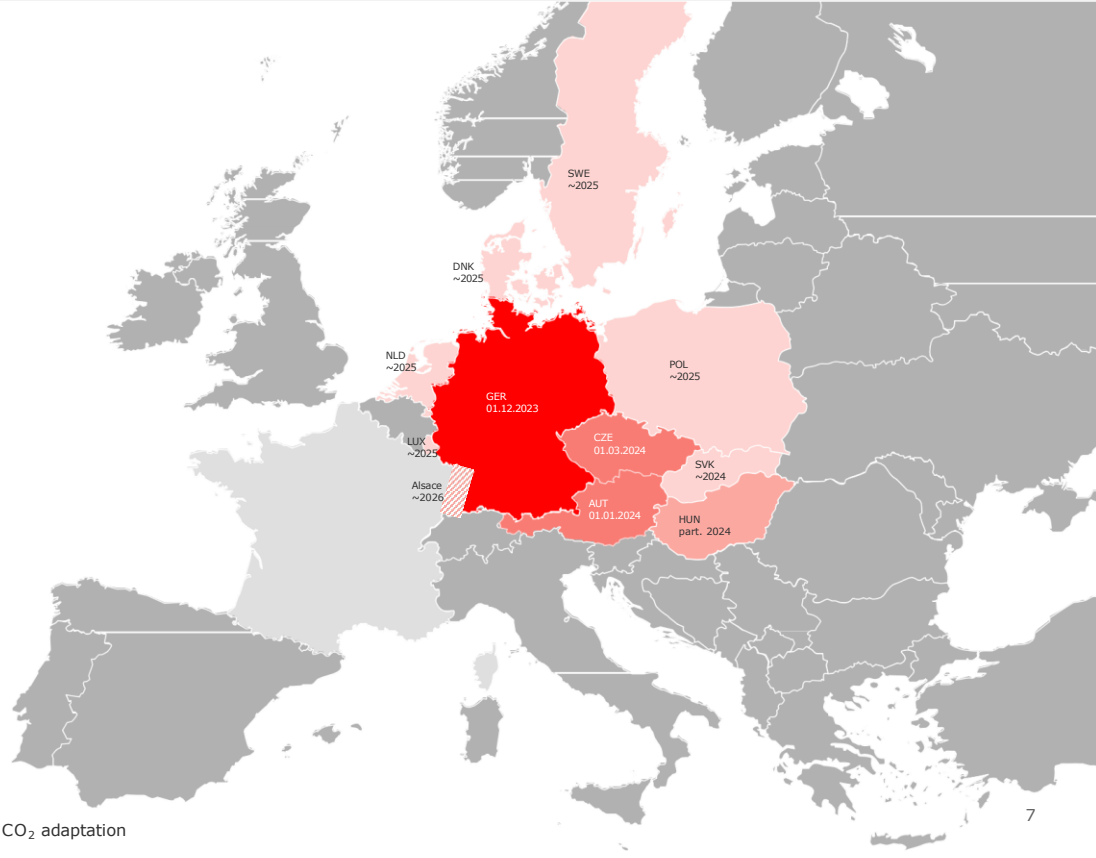 SWE
~2025
DNK
~2025
NLD
~2025
POL
~2025
GER
01.12.2023
CZE
01.03.2024
LUX
~2025
SVK
~2024
Alsace
~2026
AUT
01.01.2024
HUN
part. 2024
7
CO₂ adaptation